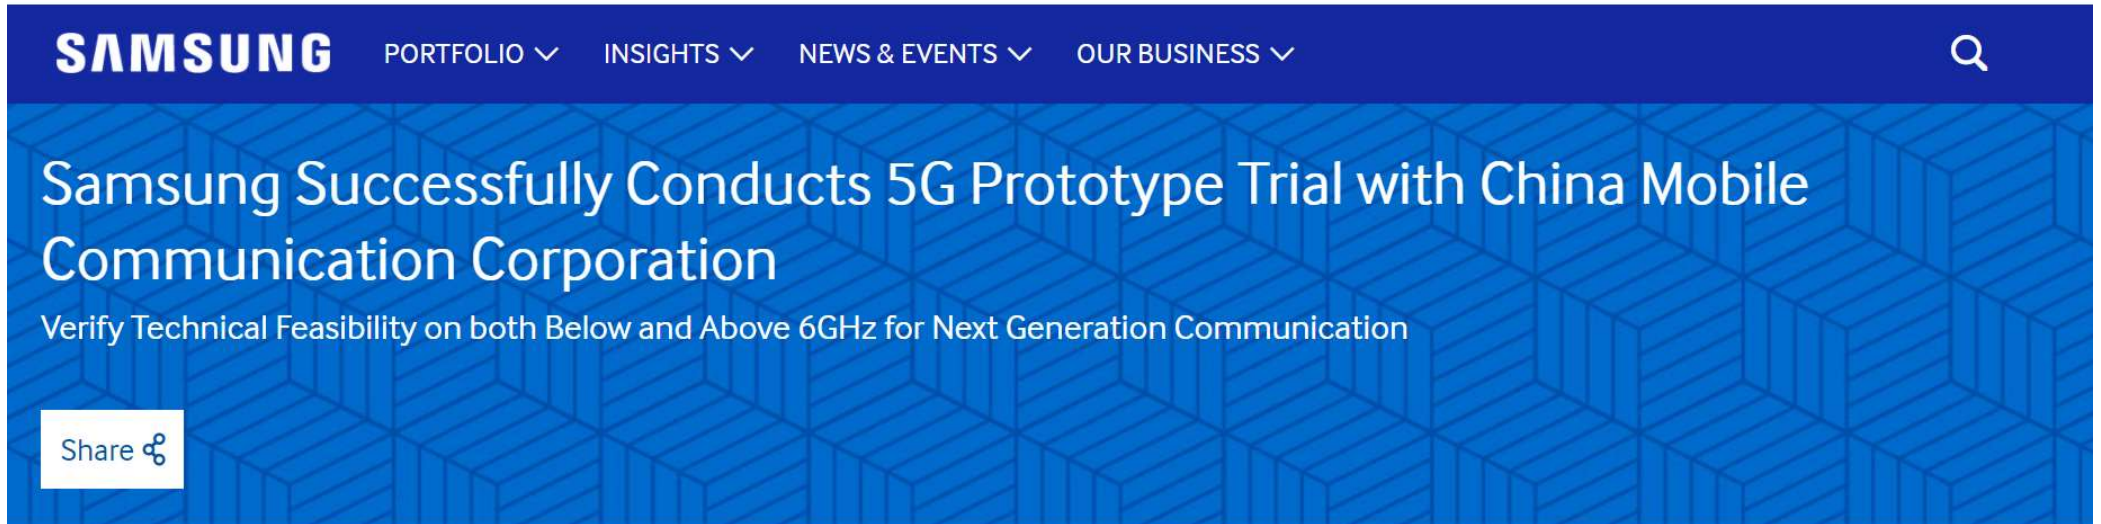 SAMSUNG PORTFOLIO INSIGHTS NEWS & EVENTS OUR BUSINESS
Samsung Successfully Conducts 5G Prototype Trial with China Mobile
Communication Corporation
Verify Technical Feasibility on both Below and Above 6GHz for Next Generation Communication
Share